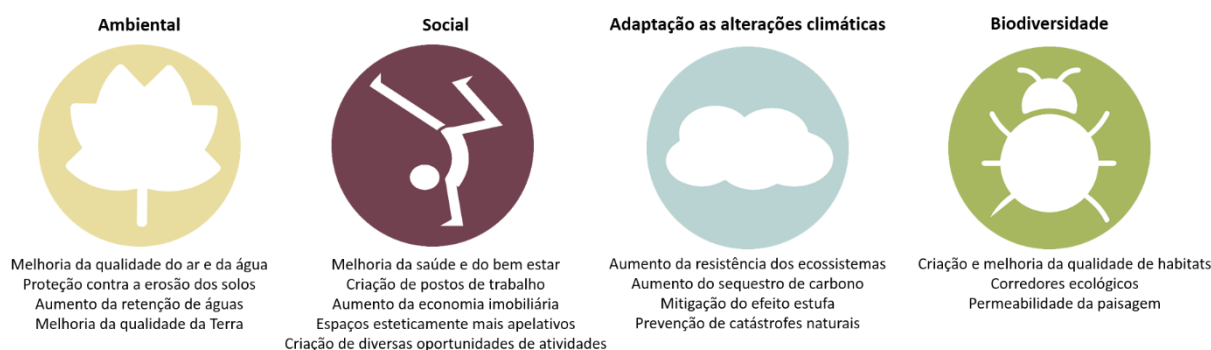 Ambiental
Melhoria da qualidade do ar e da água
Proteção contra a erosão dos solos
Aumento da retenção de águas
Melhoria da qualidade da Terra
Social
Melhoria da saúde e do bem estar
Criação de postos de trabalho
Aumento da economia imobiliária
Espaços esteticamente mais apelativos
Criação de diversas oportunidades de atividades
Adaptação as alterações climáticas
Aumento da resistência dos ecossistemas
Aumento do sequestro de carbono
Mitigação do efeito estufa
Prevenção de catástrofes naturais
Biodiversidade
Criação e melhoria da qualidade de habitats
Corredores ecológicos
Permeabilidade da paisagem